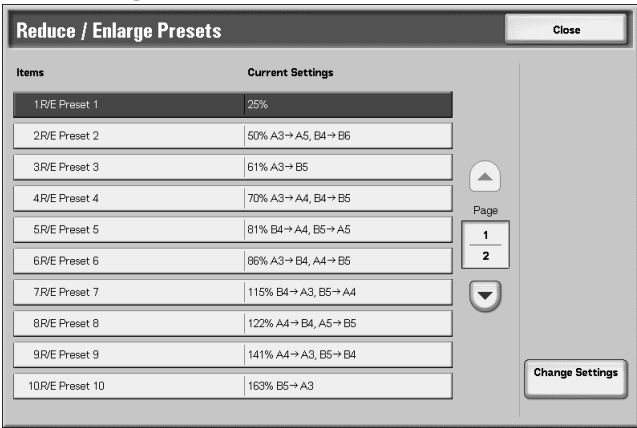 Reduce / Enlarge Presets
Close
Items Current Settings
1.R/E Preset 1 25%
2.R/E Preset 2 50% A3→A5, B4→B6
3.R/E Preset 3 61% A3→B5
4.R/E Preset 4 70% A3→A4, B4→B5
5.R/E Preset 5 81% B4→A4, B5→A5
6.R/E Preset 6 86% A3→B4, A4→B5
7.R/E Preset 7 115% B4→A3, B5→A4
8.R/E Preset 8 122% A4→B4, A5→B5
9.R/E Preset 9 141% A4→A3, B5→B4
10.R/E Preset 10 163% B5→A3
Page
1
2
Change Settings